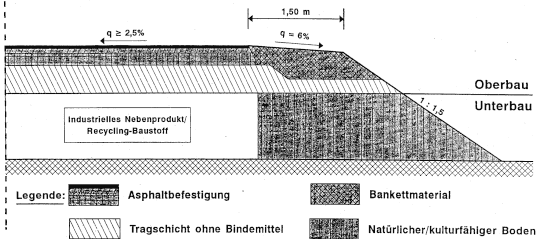 1,50 m
q ≥ 2,5%
q = 6%
Oberbau
Unterbau
1 : 1,5
Industrielles Nebenprodukt/
Recycling-Baustoff
Legende:
Asphaltbefestigung
Bankettmaterial
Tragschicht ohne Bindemittel
Natürlicher/kulturfähiger Boden